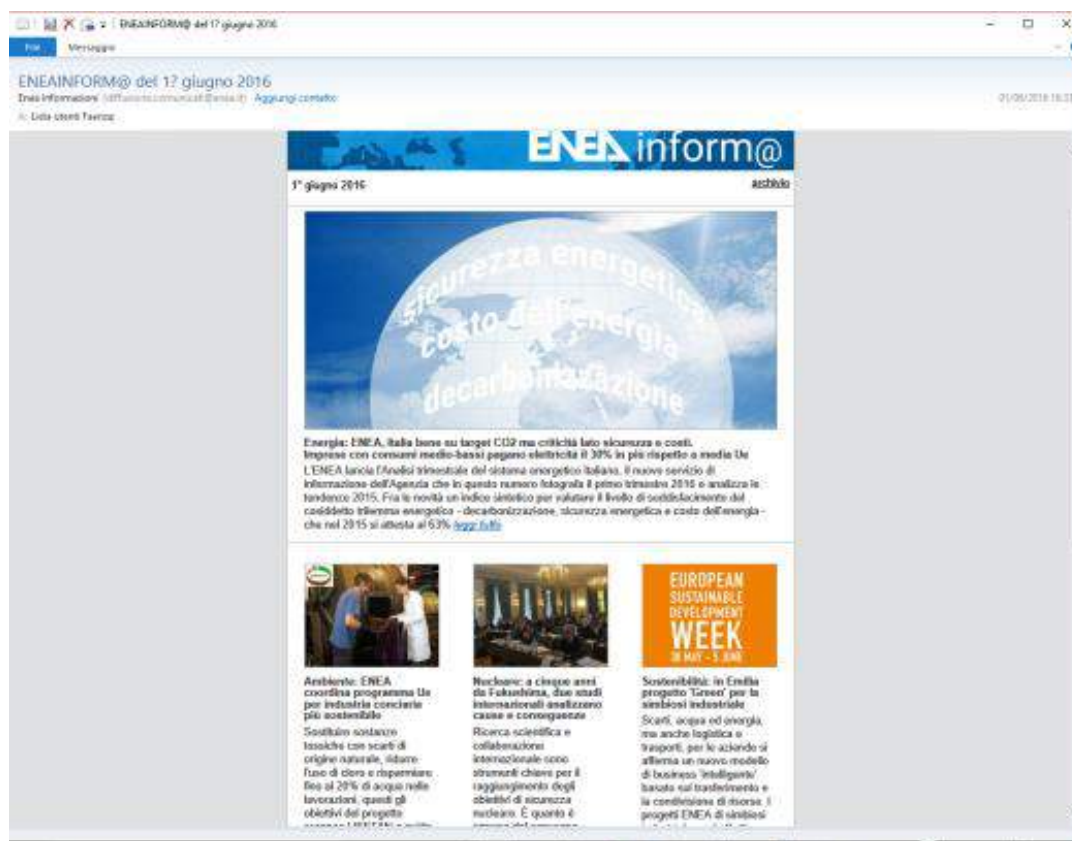 ENEAINFORM@ del 1? giugno 2016
File Messaggio
ENEAINFORM@ del 1? giugno 2016
Enea Informazioni Aggiungi contatto
01/06/2016
A: Lista utenti
ENEA inform@
1° giugno 2016 archivio
sicurezza energetica
costo dell'energia
decarbonizzazione
Energia: ENEA, Italia bene su target CO2 ma criticità lato sicurezza e costi.
Imprese con consumi medio-bassi pagano elettricità il 30% in più rispetto a media Ue
L'ENEA lancia l'Analisi trimestrale del sistema energetico italiano, il nuovo servizio di
informazione dell'Agenzia che in questo numero fotografa il primo trimestre 2016 e analizza le
tendenze 2015. Fra le novità un indice sintetico per valutare il livello di soddisfacimento del
cosiddetto trilemma energetico - decarbonizzazione, sicurezza energetica e costo dell'energia -
che nel 2015 si attesta al 63% leggi tutto
EUROPEAN
SUSTAINABLE
DEVELOPMENT
WEEK
30 MAY - 5 JUNE
Ambiente: ENEA
coordina programma Ue
per industria conciaria
più sostenibile
Sostituire sostanze
tossiche con scarti di
origine naturale, ridurre
l'uso di cloro e risparmiare
fino al 20% di acqua nelle
lavorazioni, questi gli
obiettivi del progetto
Nucleare: a cinque anni
da Fukushima, due studi
internazionali analizzano
cause e conseguenze
Ricerca scientifica e
collaborazione
internazionale sono
strumenti chiave per il
raggiungimento degli
obiettivi di sicurezza
nucleare. È quanto è
Sostenibilità: in Emilia
progetto 'Green' per la
simbiosi industriale
Scarti, acqua ed energia,
ma anche logistica e
trasporti, per le aziende si
afferma un nuovo modello
di business 'intelligente'
basato sul trasferimento e
la condivisione di risorse. I
progetti ENEA di simbiosi